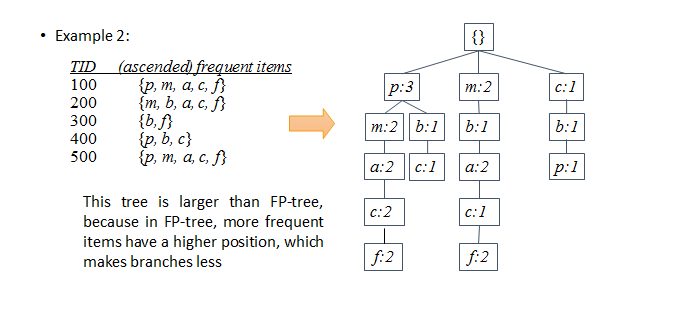 • Example 2:
TID (ascended) frequent items
100 {p, m, a, c, f}
200 {m, b, a, c, f}
300 {b, f}
400 {p, b, c}
500 {p, m, a, c, f}
This tree is larger than FP-tree,
because in FP-tree, more frequent
items have a higher position, which
makes branches less
{}
p:3 m:2 c:1
m:2 b:1 b:1 b:1
a:2 c:1 a:2 p:1
c:2 c:1
f:2 f:2